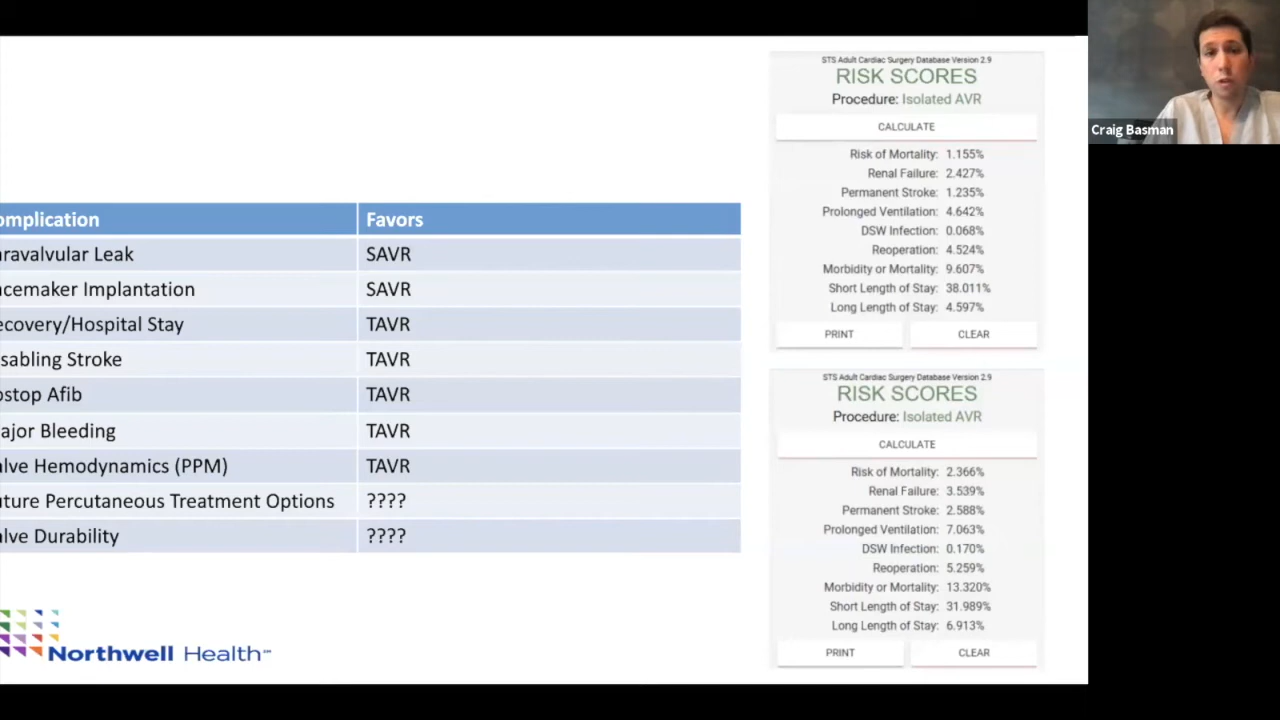 omplication Favors
aravalvular Leak SAVR
acemaker Implantation SAVR
ecovery/Hospital Stay TAVR
sabling Stroke TAVR
ostop Afib TAVR
ajor Bleeding TAVR
alve Hemodynamics (PPM) TAVR
uture Percutaneous Treatment Options ????
alve Durability ????
Northwell Health℠
STS Adult Cardiac Surgery Database Version 2.9
RISK SCORES
Procedure: Isolated AVR
CALCULATE
Risk of Mortality: 1.155%
Renal Failure: 2.427%
Permanent Stroke: 1.235%
Prolonged Ventilation: 4.642%
DSW Infection: 0.068%
Reoperation: 4.524%
Morbidity or Mortality: 9.607%
Short Length of Stay: 38.011%
Long Length of Stay: 4.597%
PRINT CLEAR
STS Adult Cardiac Surgery Database Version 2.9
RISK SCORES
Procedure: Isolated AVR
CALCULATE
Risk of Mortality: 2.366%
Renal Failure: 3.539%
Permanent Stroke: 2.588%
Prolonged Ventilation: 7.063%
DSW Infection: 0.170%
Reoperation: 5.259%
Morbidity or Mortality: 13.320%
Short Length of Stay: 31.989%
Long Length of Stay: 6.913%
PRINT CLEAR
Craig Basman